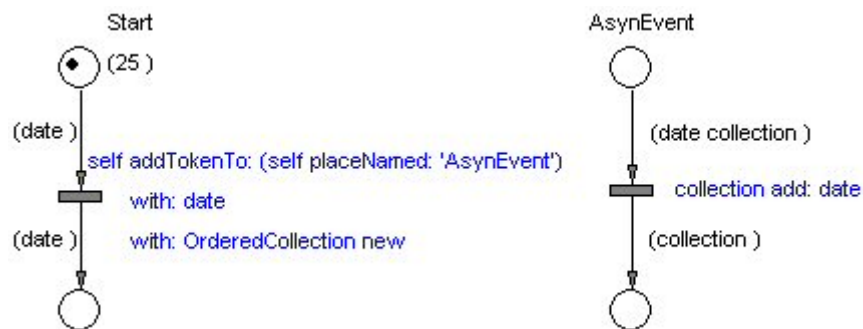 Start
AsynEvent
(25 )
(date )
(date collection )
self addTokenTo: (self placeNamed: 'AsynEvent')
with: date
collection add: date
(date )
with: OrderedCollection new
(collection )